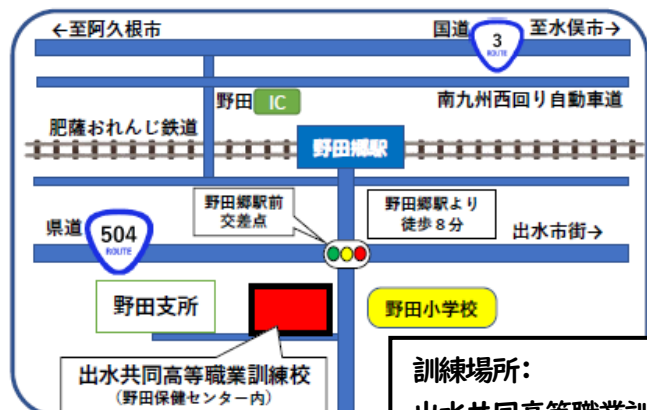 ←至阿久根市
国道
3
ROUTE
至水俣市→
野田
IC
南九州西回り自動車道
肥薩おれんじ鉄道
野田郷駅
野田郷駅前
交差点
野田郷駅より
徒歩8分
県道
504
ROUTE
出水市街→
野田支所
野田小学校
出水共同高等職業訓練校
(野田保健センター内)
訓練場所: